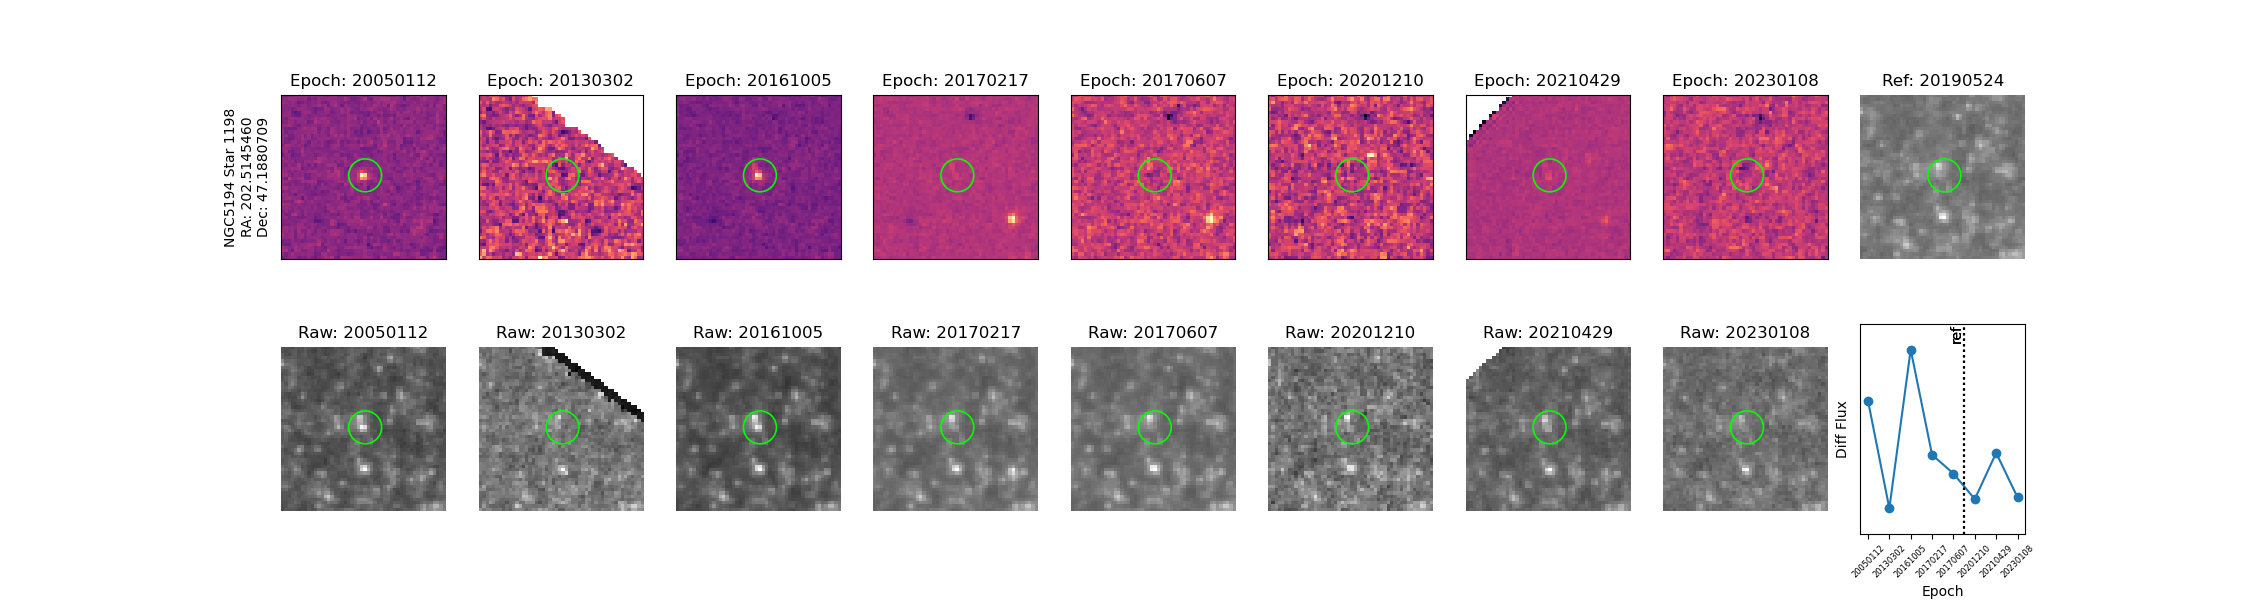 NGC5194 Star 1198
RA: 202.5145460
Dec: 47.1880709
Epoch: 20050112
Epoch: 20130302
Epoch: 20161005
Epoch: 20170217
Epoch: 20170607
Epoch: 20201210
Epoch: 20210429
Epoch: 20230108
Ref: 20190524
Raw: 20050112
Raw: 20130302
Raw: 20161005
Raw: 20170217
Raw: 20170607
Raw: 20201210
Raw: 20210429
Raw: 20230108
Diff Flux
ref
20050112
20130302
20161005
20170217
20170607
20201210
20210429
20230108
Epoch